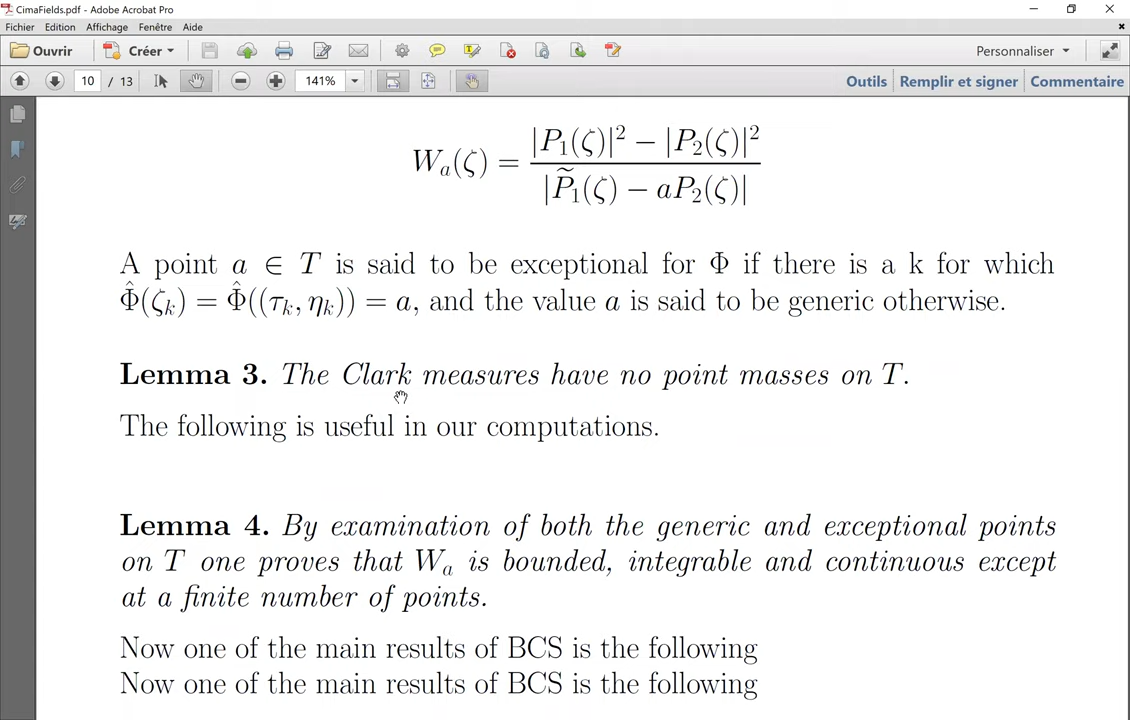 CimaFields.pdf - Adobe Acrobat Pro
Fichier Edition Affichage Fenêtre Aide
Ouvrir Créer Personnaliser
10 / 13 141% Outils Remplir et signer Commentaire
W_a(ζ) = (|P_1(ζ)|^2 − |P_2(ζ)|^2) / |P̃_1(ζ) − aP_2(ζ)|
A point a ∈ T is said to be exceptional for Φ if there is a k for which
Φ̂(ζ_k) = Φ̂((τ_k, η_k)) = a, and the value a is said to be generic otherwise.
Lemma 3. The Clark measures have no point masses on T.
The following is useful in our computations.
Lemma 4. By examination of both the generic and exceptional points
on T one proves that W_a is bounded, integrable and continuous except
at a finite number of points.
Now one of the main results of BCS is the following
Now one of the main results of BCS is the following